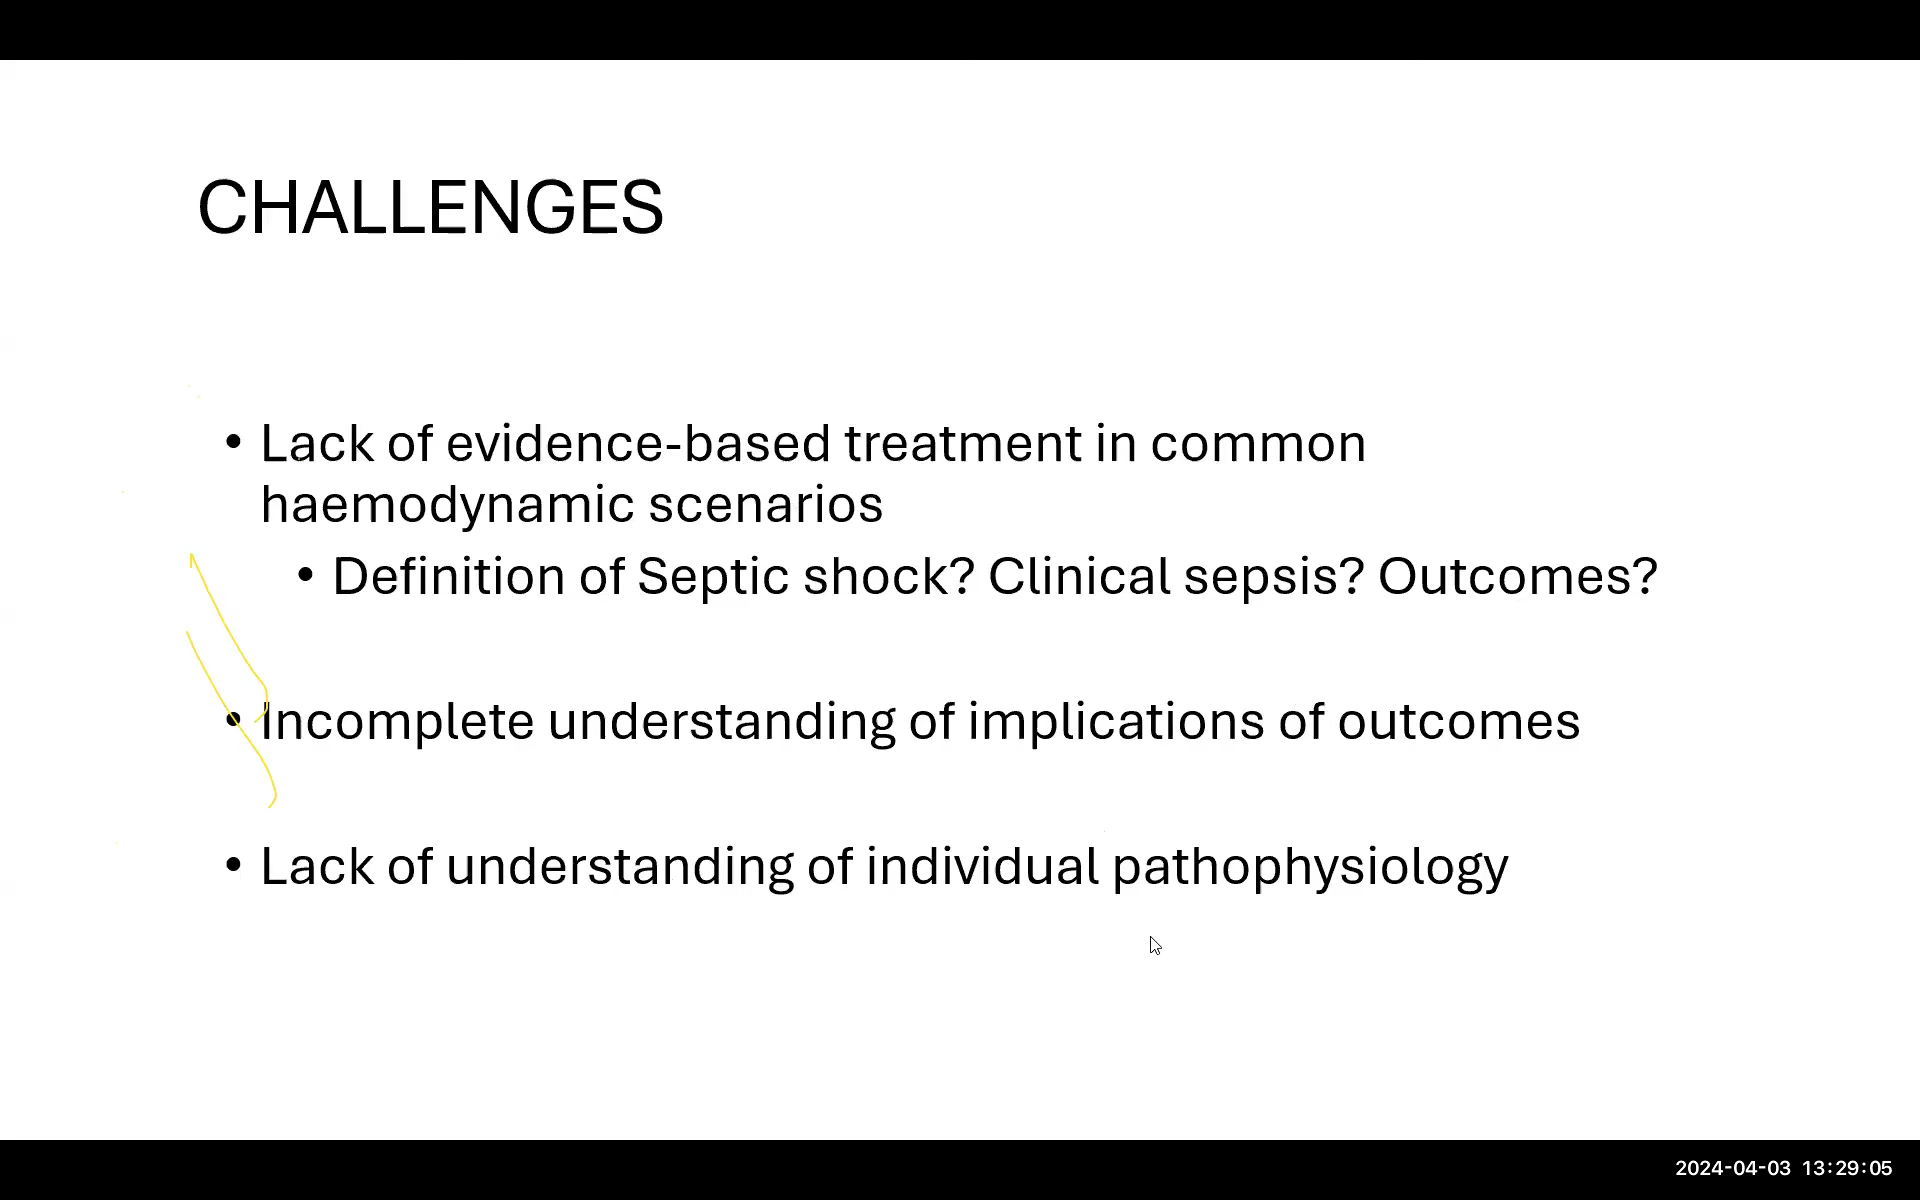 CHALLENGES
• Lack of evidence-based treatment in common
haemodynamic scenarios
• Definition of Septic shock? Clinical sepsis? Outcomes?
• Incomplete understanding of implications of outcomes
• Lack of understanding of individual pathophysiology
2024-04-03 13:29:05